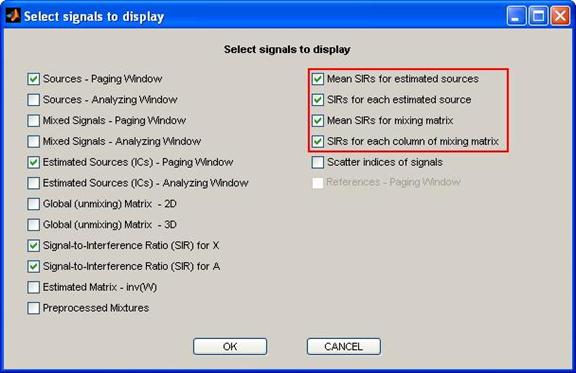 Select signals to display
Select signals to display
Sources - Paging Window
Sources - Analyzing Window
Mixed Signals - Paging Window
Mixed Signals - Analyzing Window
Estimated Sources (ICs) - Paging Window
Estimated Sources (ICs) - Analyzing Window
Global (unmixing) Matrix - 2D
Global (unmixing) Matrix - 3D
Signal-to-Interference Ratio (SIR) for X
Signal-to-Interference Ratio (SIR) for A
Estimated Matrix - inv(W)
Preprocessed Mixtures
Mean SIRs for estimated sources
SIRs for each estimated source
Mean SIRs for mixing matrix
SIRs for each column of mixing matrix
Scatter indices of signals
References - Paging Window
OK
CANCEL